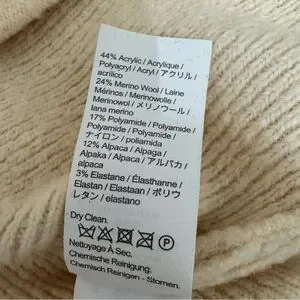 44% Acrylic / Acrylique /
Polyacryl / Acryl / アクリル /
acrilico
24% Merino Wool / Laine
Mérinos / Merinowolle /
Merinowol / メリノウール /
lana merino
17% Polyamide / Polyamide /
Polyamid / Polyamide /
ナイロン / poliamida
12% Alpaca / Alpaga /
Alpaka / Alpaca / アルパカ /
alpaca
3% Elastane / Élasthanne /
Elastan / Elastaan / ポリウ
レタン / elastano
Dry Clean.
P
Nettoyage À Sec.
Chemische Reinigung.
Chemisch Reinigen - Stomen.